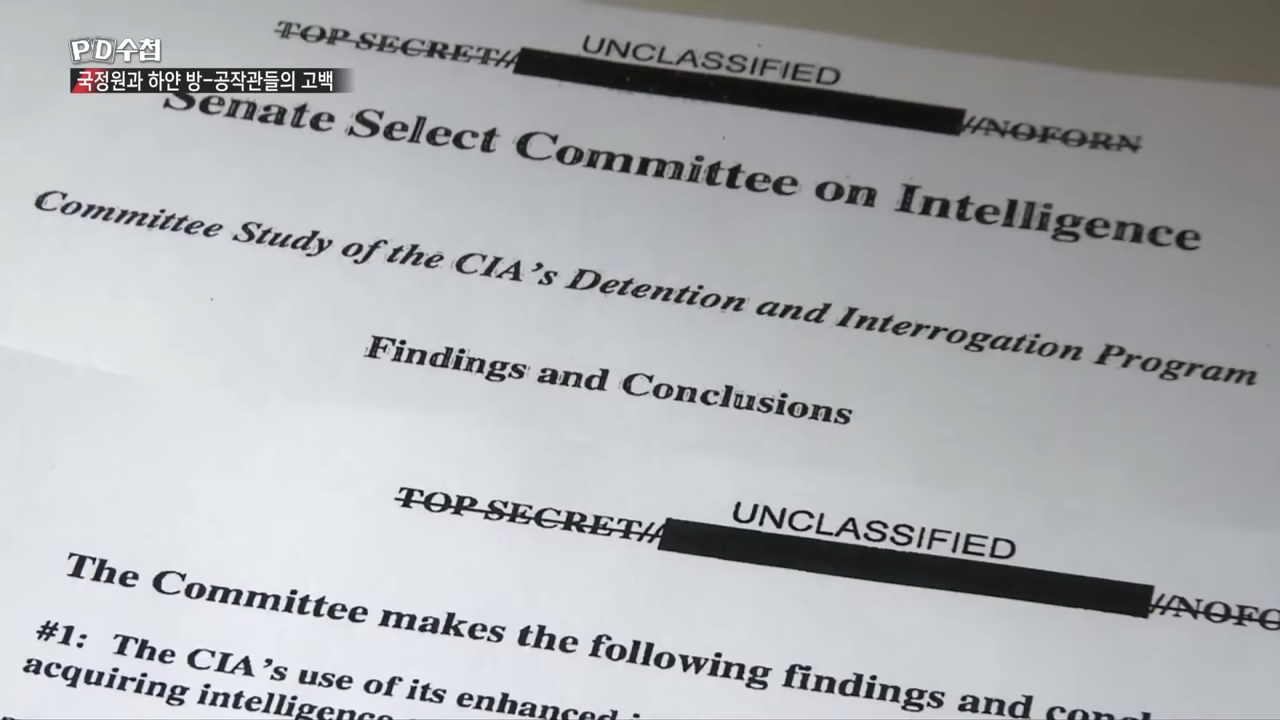 PD수첩
국정원과 하얀 방-공작관들의 고백
UNCLASSIFIED
TOP SECRET// //NOFORN
Senate Select Committee on Intelligence
Committee Study of the CIA's Detention and Interrogation Program
Findings and Conclusions
UNCLASSIFIED
TOP SECRET// //NOFO
The Committee makes the following findings and
#1: The CIA's use of its enhanced
acquiring intelligence